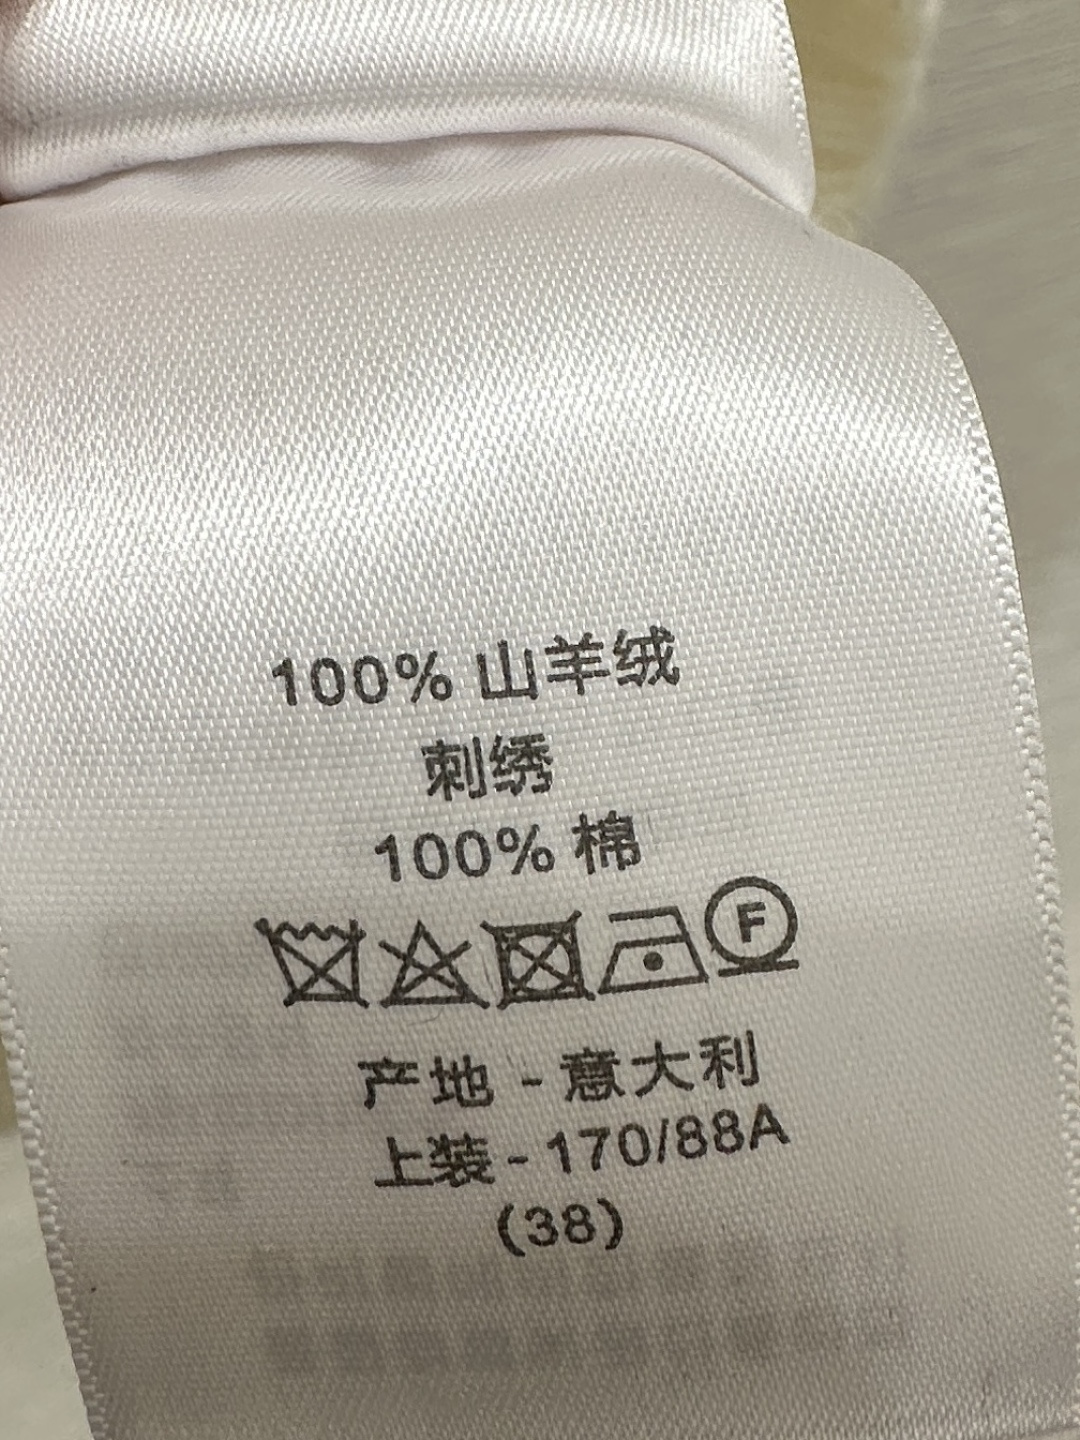 100% 山羊绒
刺绣
100% 棉
F
产地 - 意大利
上装 - 170/88A
(38)